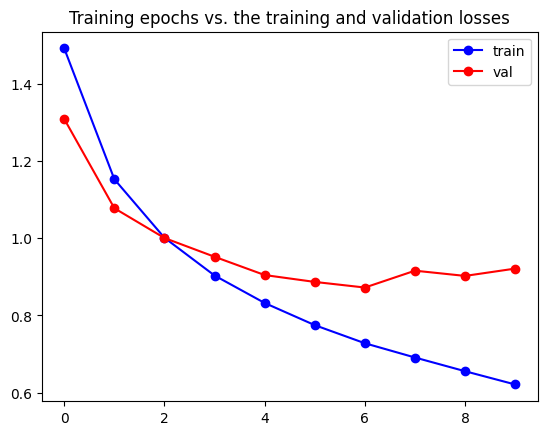 Training epochs vs. the training and validation losses
train
val
1.4
1.2
1.0
0.8
0.6
0 2 4 6 8